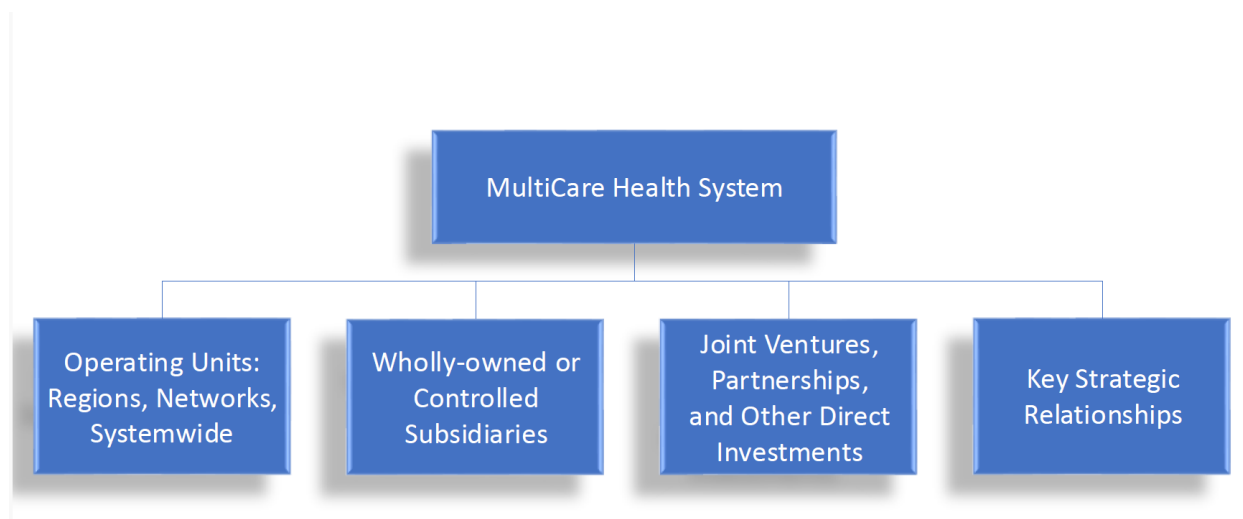 MultiCare Health System
Operating Units:
Regions, Networks,
Systemwide
Wholly-owned or
Controlled
Subsidiaries
Joint Ventures,
Partnerships,
and Other Direct
Investments
Key Strategic
Relationships